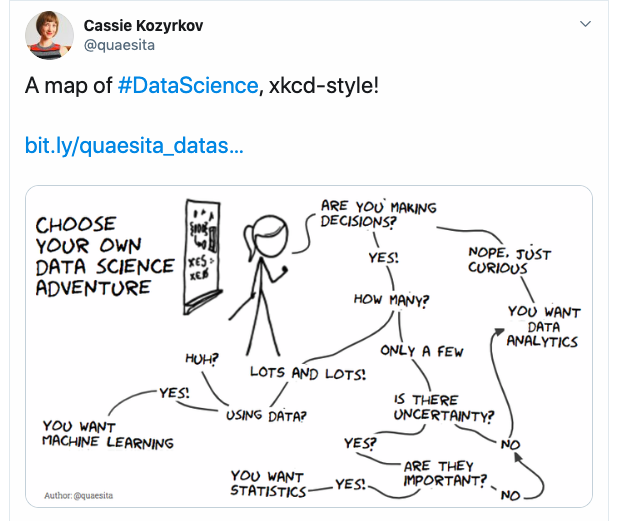 Cassie Kozyrkov
@quaesita
A map of #DataScience, xkcd-style!
bit.ly/quaesita_datas...
CHOOSE
YOUR OWN
DATA SCIENCE
ADVENTURE
ARE YOU MAKING
DECISIONS?
YES!
NOPE, JUST
CURIOUS
HOW MANY?
YOU WANT
DATA
ANALYTICS
ONLY A FEW
HUH?
LOTS AND LOTS!
YES!
USING DATA?
IS THERE
UNCERTAINTY?
YOU WANT
MACHINE LEARNING
YES?
NO
ARE THEY
IMPORTANT?
YOU WANT
STATISTICS
YES!
NO
Author: @quaesita